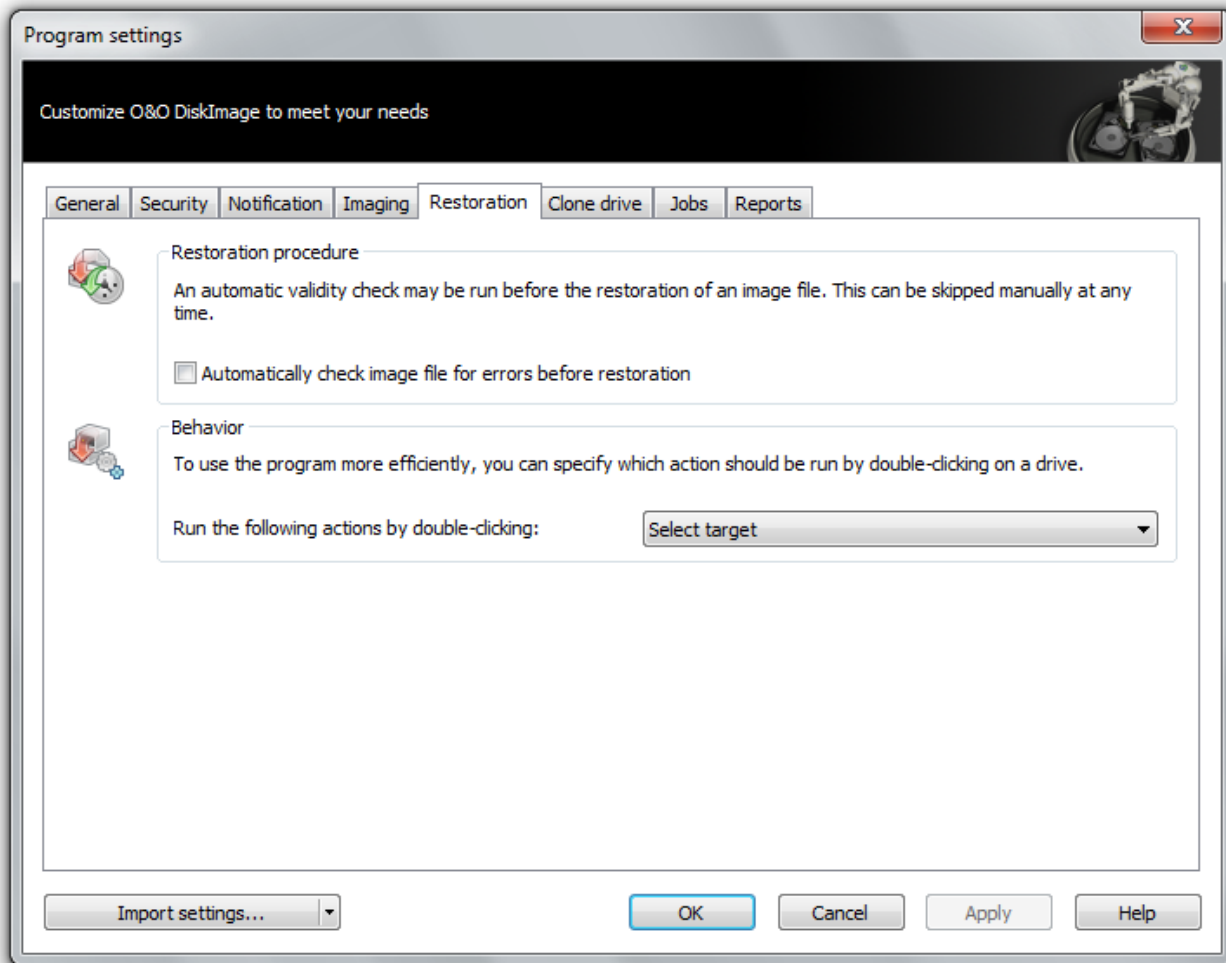 Program settings
Customize O&O DiskImage to meet your needs
General Security Notification Imaging Restoration Clone drive Jobs Reports
Restoration procedure
An automatic validity check may be run before the restoration of an image file. This can be skipped manually at any
time.
Automatically check image file for errors before restoration
Behavior
To use the program more efficiently, you can specify which action should be run by double-clicking on a drive.
Run the following actions by double-clicking: Select target
Import settings... OK Cancel Apply Help